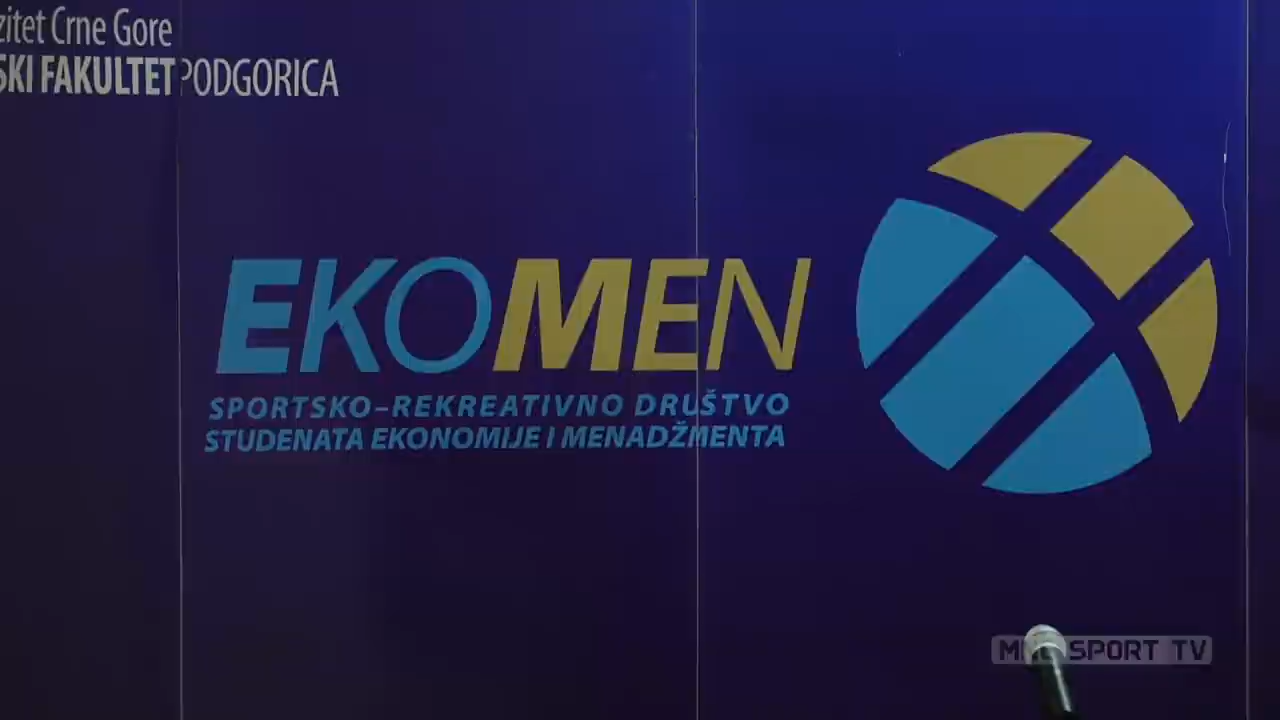 zitet Crne Gore
SKI FAKULTET PODGORICA
EKOMEN
SPORTSKO-REKREATIVNO DRUŠTVO
STUDENATA EKONOMIJE I MENADŽMENTA
SPORT TV